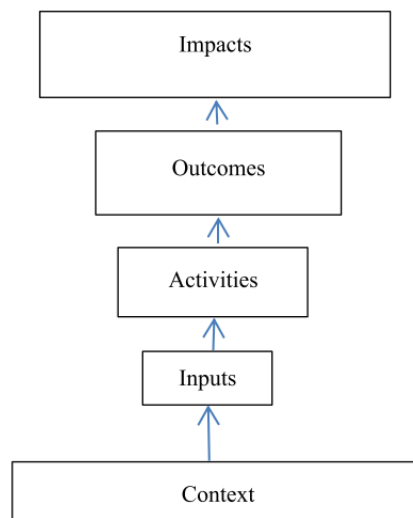 Impacts
Outcomes
Activities
Inputs
Context